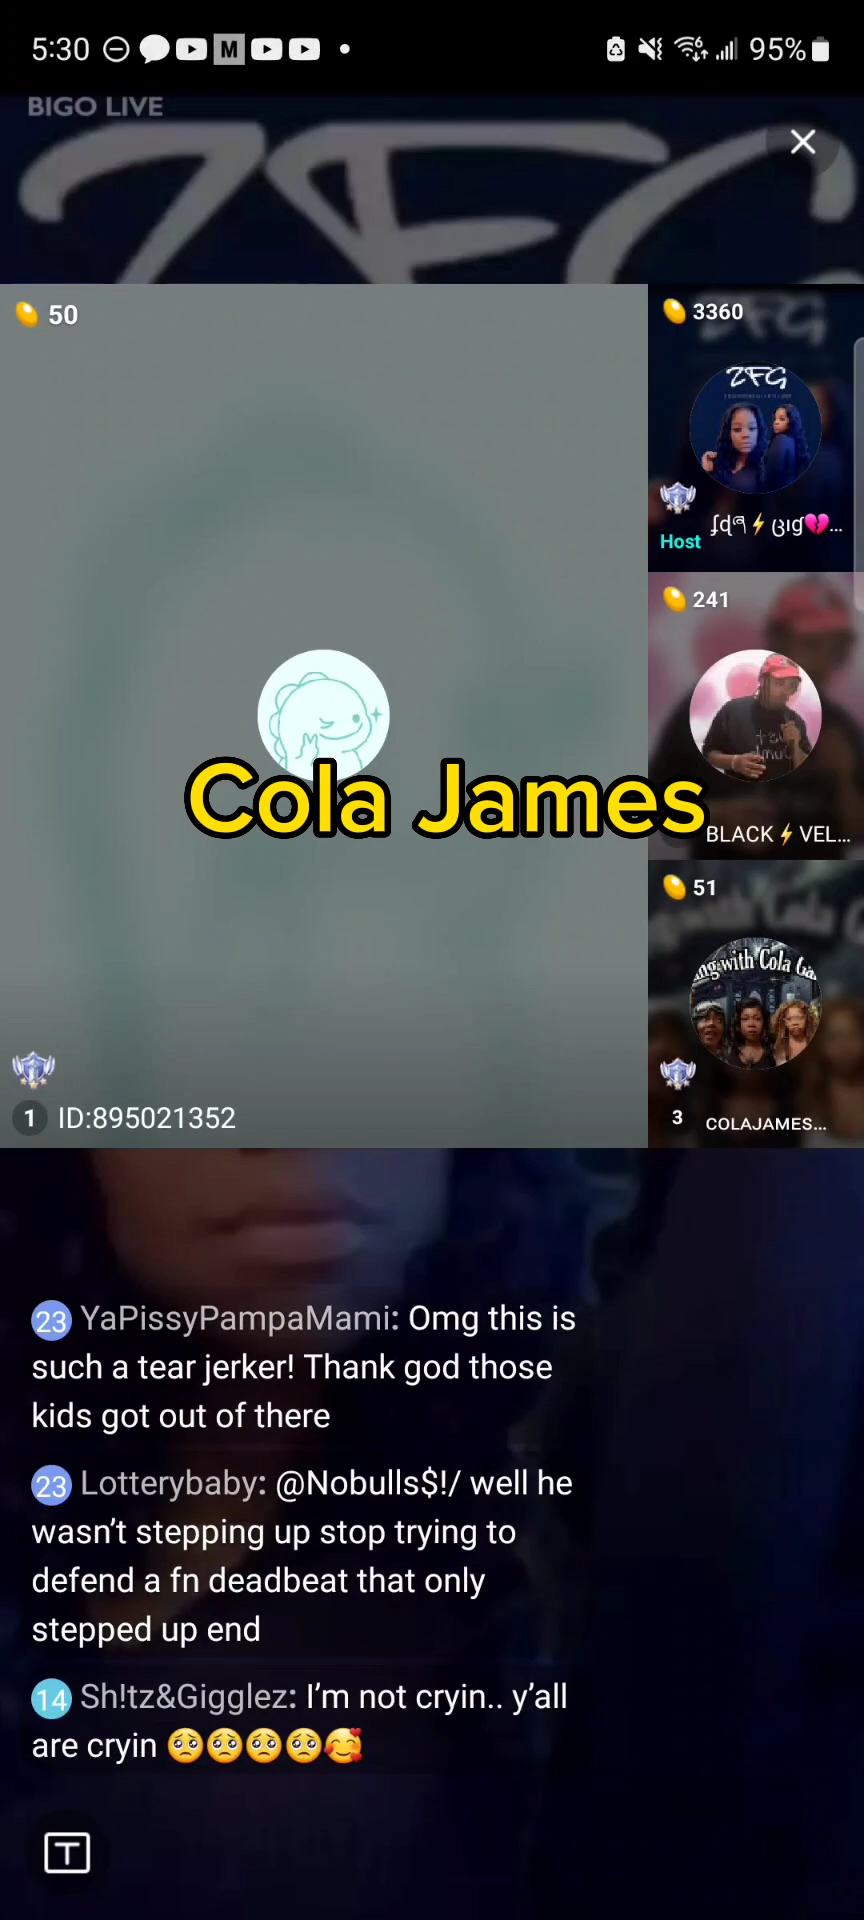 5:30
M
6
95%
BIGO LIVE
ZFG
50
3360
ZFG
Host
241
Cola James
BLACK⚡VEL...
51
ng with Cola Ga
1 ID:895021352
3 COLAJAMES...
23 YaPissyPampaMami: Omg this is
such a tear jerker! Thank god those
kids got out of there
23 Lotterybaby: @Nobulls$!/ well he
wasn’t stepping up stop trying to
defend a fn deadbeat that only
stepped up end
14 Sh!tz&Gigglez: I’m not cryin.. y’all
are cryin 🥺🥺🥺🥺🥰
T